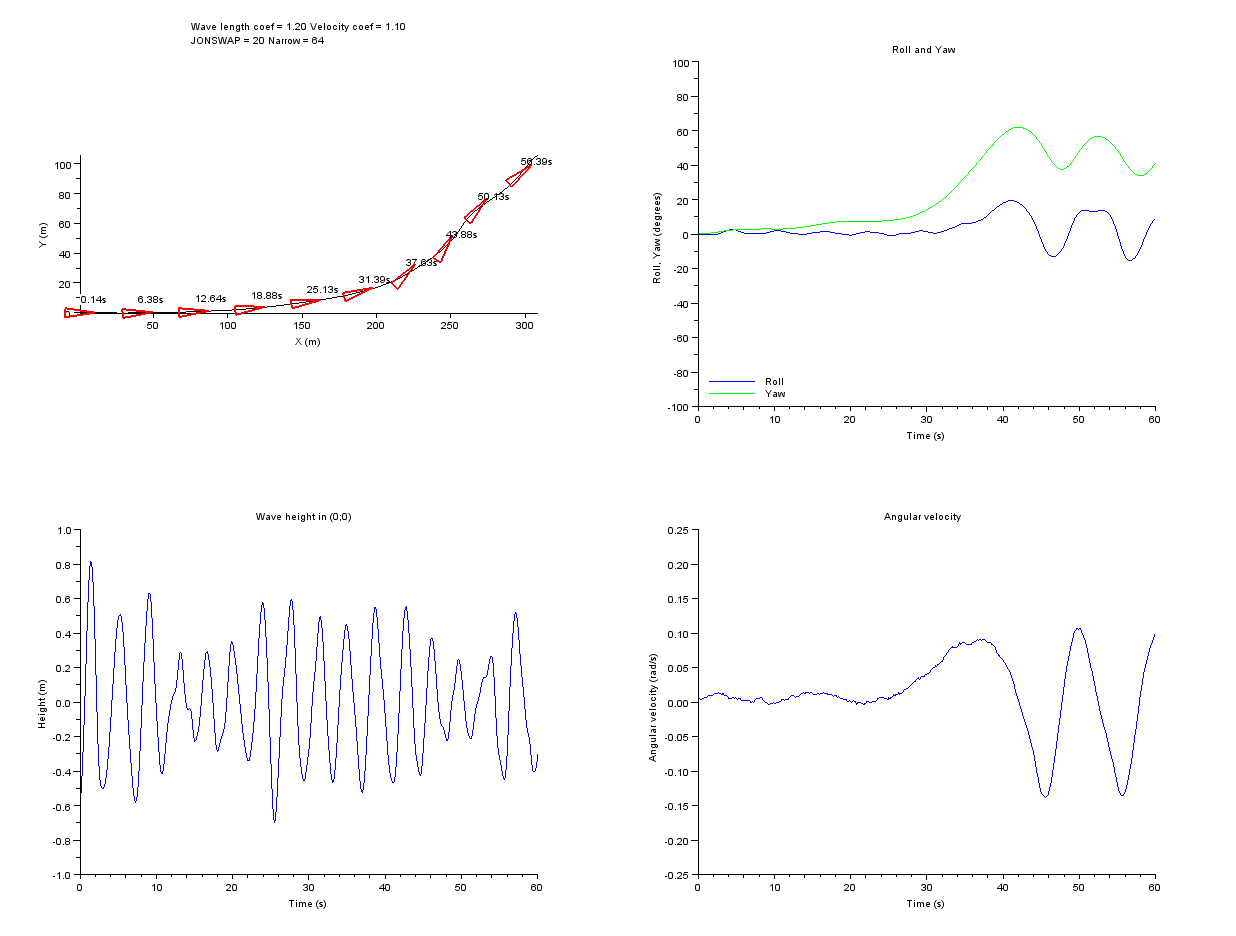 Wave length coef = 1.20 Velocity coef = 1.10
JONSWAP = 20 Narrow = 64
100
80
60
40
20
Y (m)
0.14s
6.38s
12.64s
18.88s
25.13s
31.39s
37.63s
43.88s
50.13s
56.39s
50
100
150
200
250
300
X (m)
Roll and Yaw
100
80
60
40
20
0
-20
-40
-60
-80
-100
Roll, Yaw (degrees)
Roll
Yaw
0
10
20
30
40
50
60
Time (s)
Wave height in (0;0)
1.0
0.8
0.6
0.4
0.2
0.0
-0.2
-0.4
-0.6
-0.8
-1.0
Height (m)
0
10
20
30
40
50
60
Time (s)
Angular velocity
0.25
0.20
0.15
0.10
0.05
0.00
-0.05
-0.10
-0.15
-0.20
-0.25
Angular velocity (rad/s)
0
10
20
30
40
50
60
Time (s)